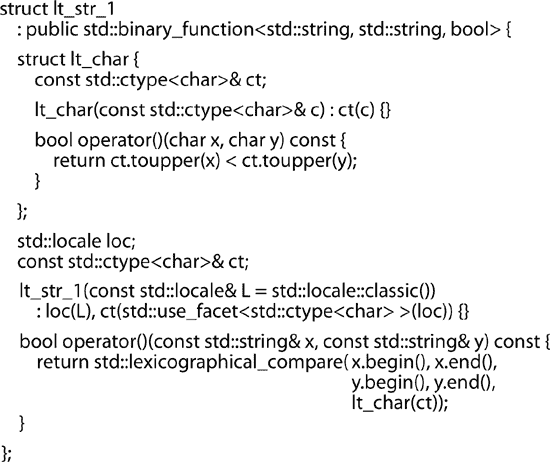 struct lt_str_1
: public std::binary_function<std::string, std::string, bool> {
struct lt_char {
const std::ctype<char>& ct;
lt_char(const std::ctype<char>& c) : ct(c) {}
bool operator()(char x, char y) const {
return ct.toupper(x) < ct.toupper(y);
}
};
std::locale loc;
const std::ctype<char>& ct;
lt_str_1(const std::locale& L = std::locale::classic())
: loc(L), ct(std::use_facet<std::ctype<char> >(loc)) {}
bool operator()(const std::string& x, const std::string& y) const {
return std::lexicographical_compare( x.begin(), x.end(),
y.begin(), y.end(),
lt_char(ct));
}
};